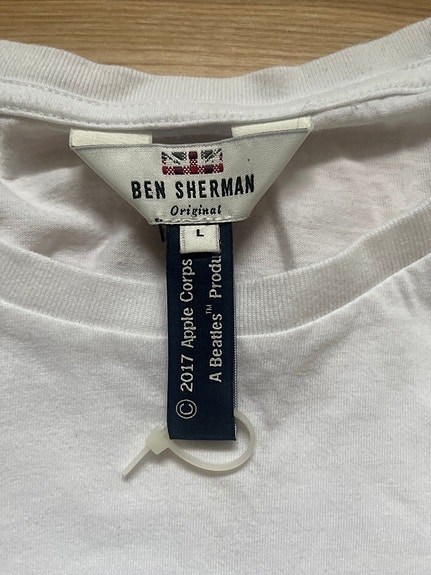 BEN SHERMAN
Original
L
© 2017 Apple Corps
A Beatles™ Produ